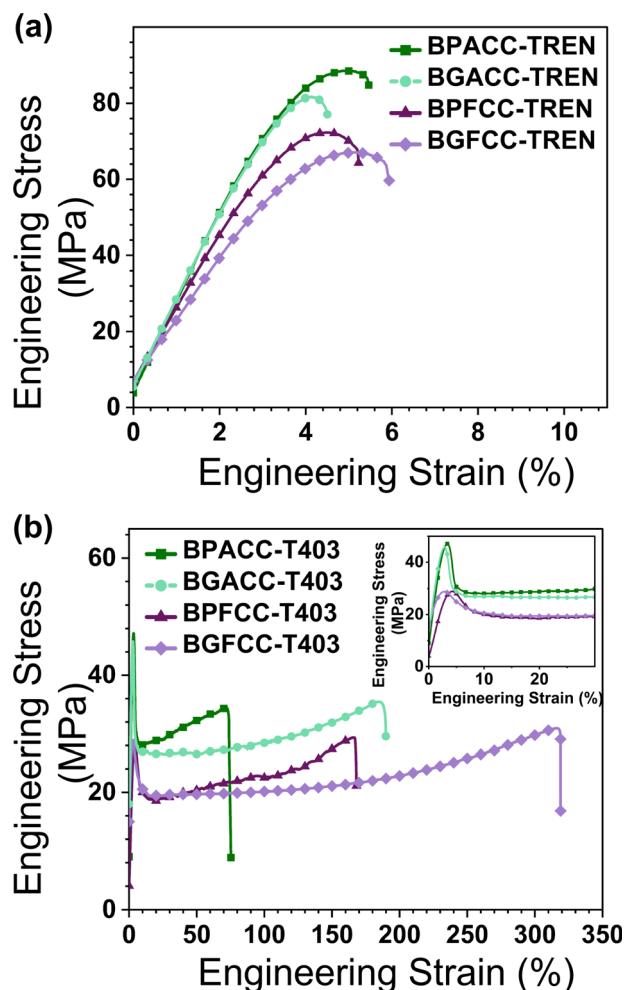 (a)
BPACC-TREN
BGACC-TREN
BPFCC-TREN
BGFCC-TREN
80
60
40
20
0
Engineering Stress
(MPa)
0 2 4 6 8 10
Engineering Strain (%)
(b)
BPACC-T403
BGACC-T403
BPFCC-T403
BGFCC-T403
60
40
20
0
Engineering Stress
(MPa)
40
20
0
Engineering Stress
(MPa)
0 10 20
Engineering Strain (%)
0 50 100 150 200 250 300 350
Engineering Strain (%)